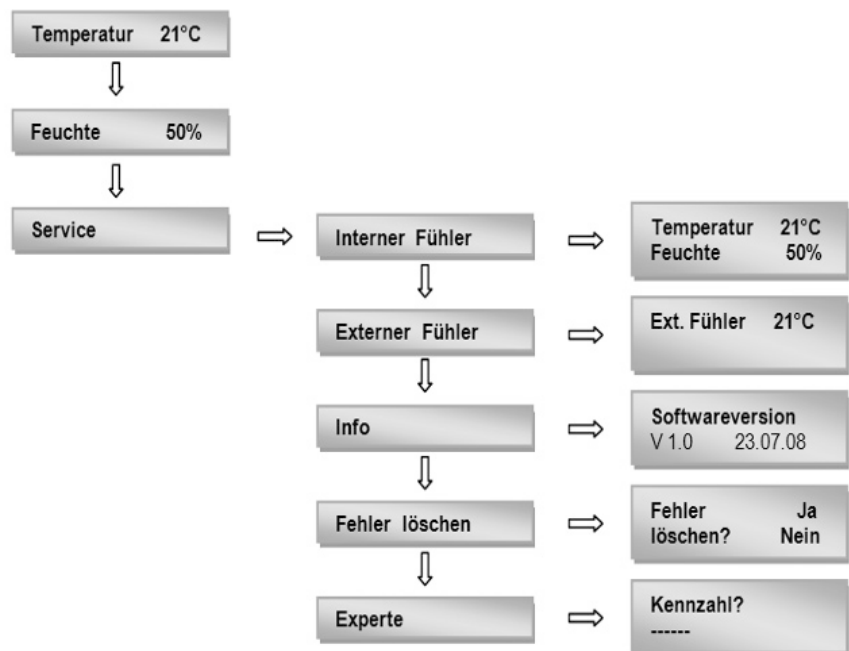 Temperatur 21°C
Feuchte 50%
Service
Interner Fühler
Temperatur 21°C
Feuchte 50%
Externer Fühler
Ext. Fühler 21°C
Info
Softwareversion
V 1.0 23.07.08
Fehler löschen
Fehler Ja
löschen? Nein
Experte
Kennzahl?
------